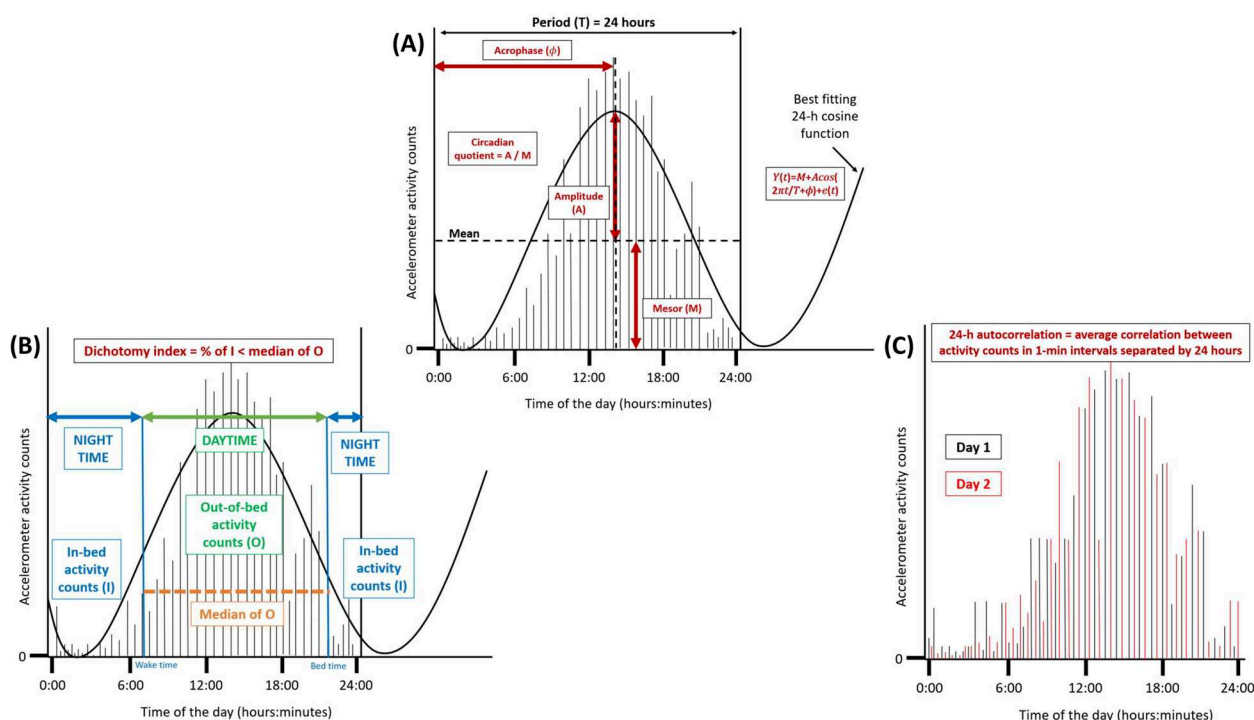 (A)
Period (T) = 24 hours
Acrophase (ϕ)
Circadian
quotient = A / M
Amplitude
(A)
Mean
Mesor (M)
Best fitting
24-h cosine
function
Y(t)=M+Acos(
2πt/T+ϕ)+e(t)
Accelerometer activity counts
0
0:00 6:00 12:00 18:00 24:00
Time of the day (hours:minutes)
(B)
Dichotomy index = % of I < median of O
NIGHT
TIME
DAYTIME
NIGHT
TIME
Out-of-bed
activity
counts (O)
In-bed
activity
counts (I)
In-bed
activity
counts (I)
Median of O
Wake time
Bed time
Accelerometer activity counts
0
0:00 6:00 12:00 18:00 24:00
Time of the day (hours:minutes)
(C)
24-h autocorrelation = average correlation between
activity counts in 1-min intervals separated by 24 hours
Day 1
Day 2
Accelerometer activity counts
0
0:00 6:00 12:00 18:00 24:00
Time of the day (hours:minutes)